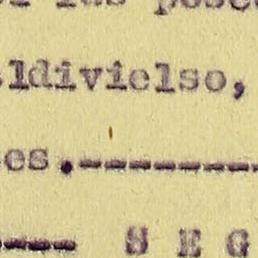 ldivielso,
es.--------
---- S E G